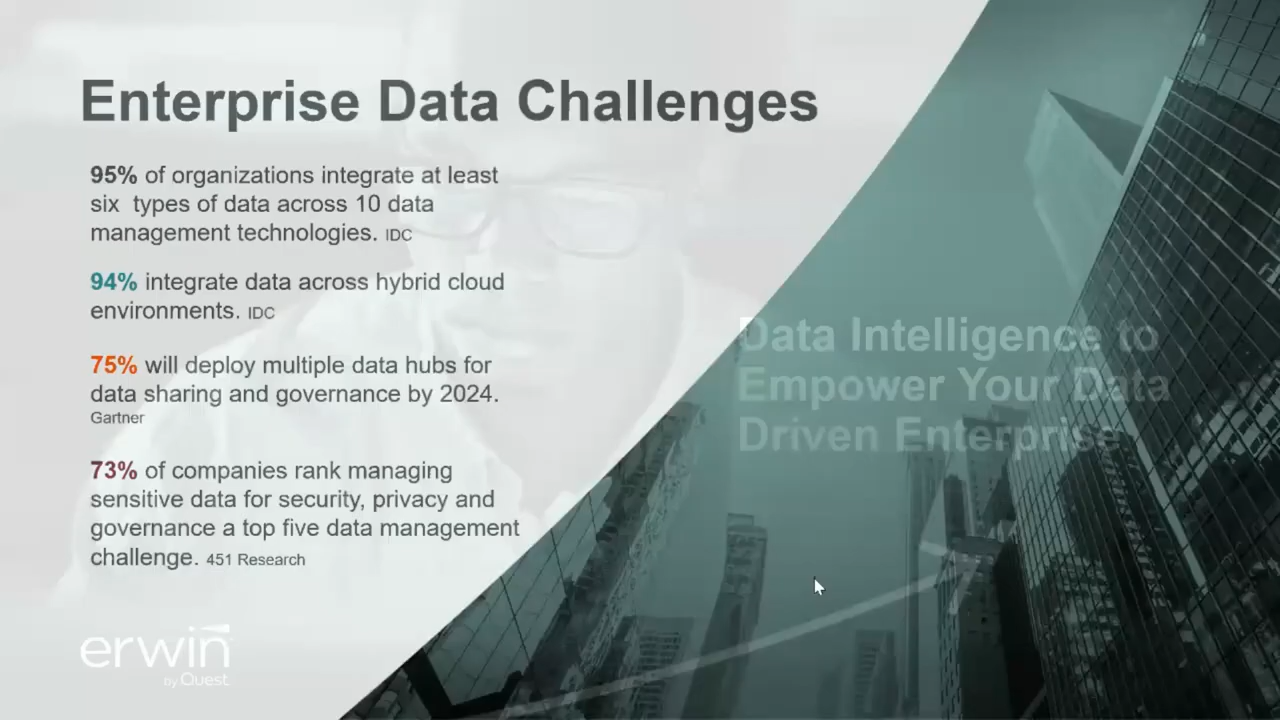 Enterprise Data Challenges
95% of organizations integrate at least
six types of data across 10 data
management technologies. IDC
94% integrate data across hybrid cloud
environments. IDC
75% will deploy multiple data hubs for
data sharing and governance by 2024.
Gartner
73% of companies rank managing
sensitive data for security, privacy and
governance a top five data management
challenge. 451 Research
Data Intelligence to
Empower Your Data
Driven Enterprise
erwin
by Quest